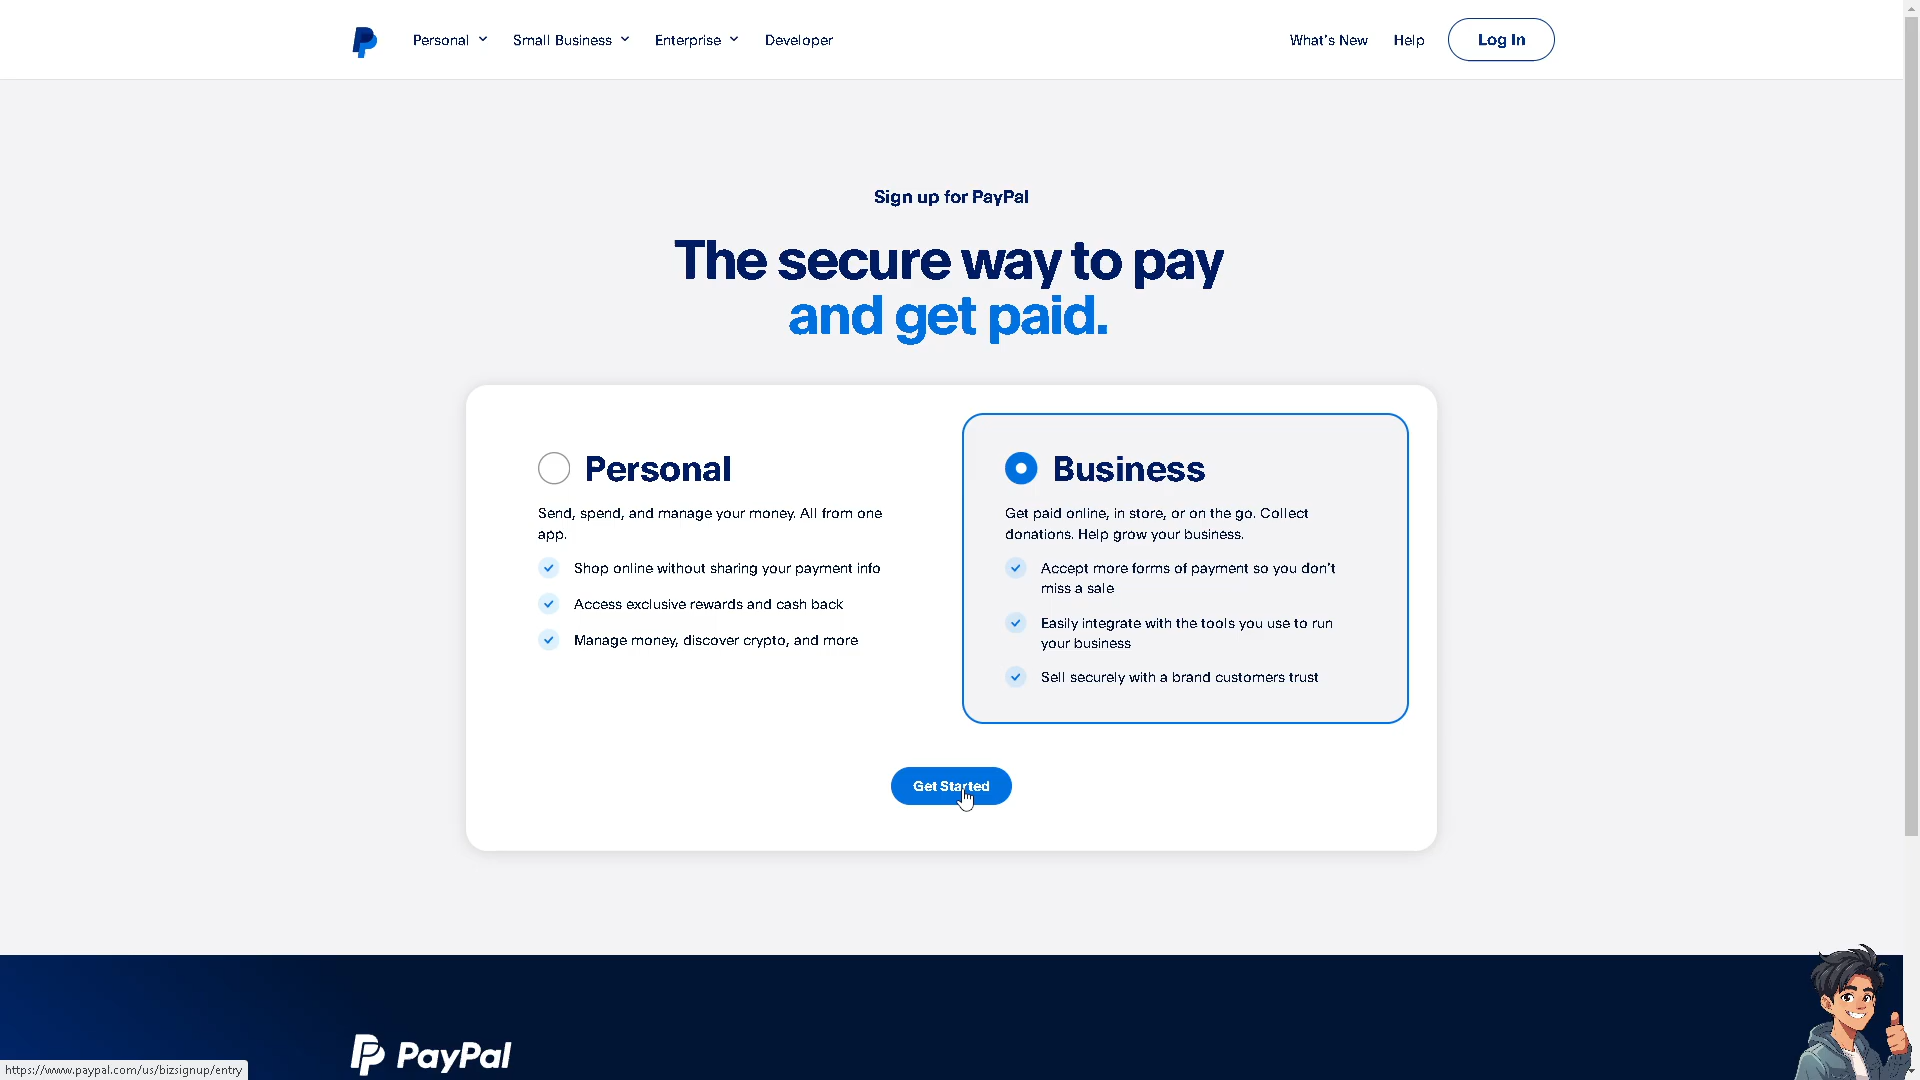 Personal
Small Business
Enterprise
Developer
What's New
Help
Log In
Sign up for PayPal
The secure way to pay
and get paid.
Personal
Send, spend, and manage your money. All from one
app.
Shop online without sharing your payment info
Access exclusive rewards and cash back
Manage money, discover crypto, and more
Business
Get paid online, in store, or on the go. Collect
donations. Help grow your business.
Accept more forms of payment so you don't
miss a sale
Easily integrate with the tools you use to run
your business
Sell securely with a brand customers trust
Get Started
PayPal
https://www.paypal.com/us/bizsignup/entry